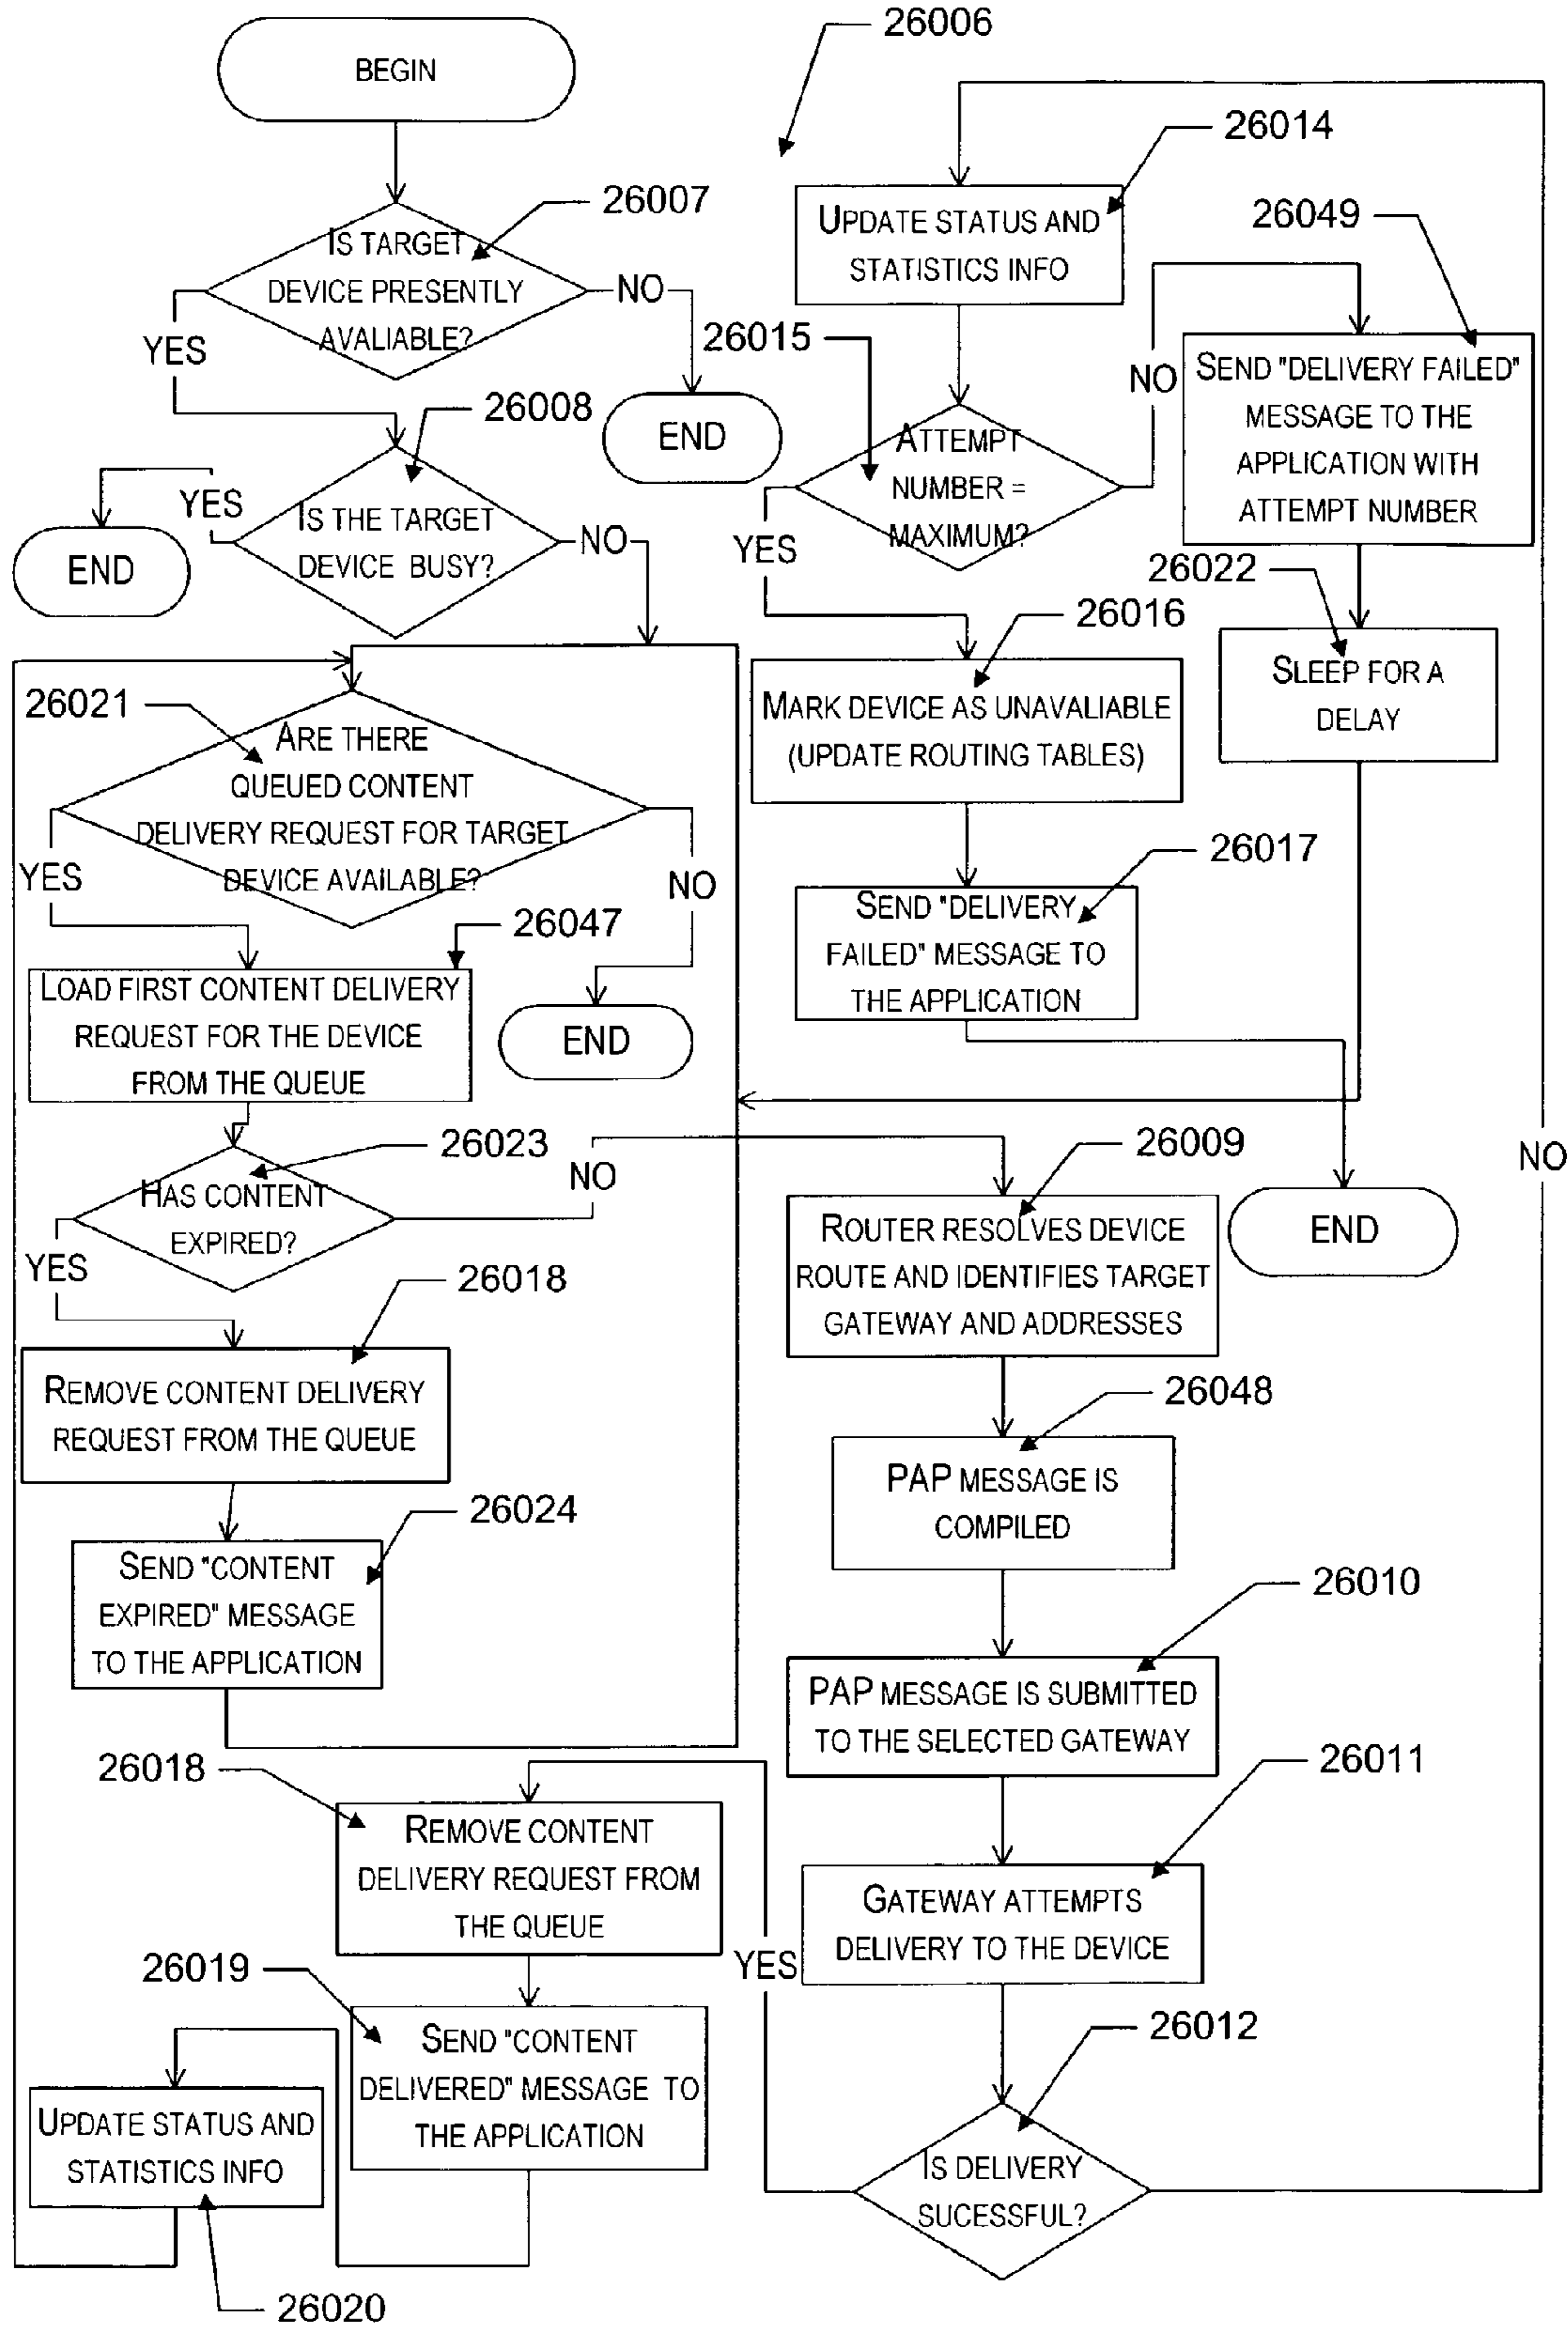 26006
BEGIN
26007
IS TARGET
DEVICE PRESENTLY
AVALIABLE?
YES
NO
END
26008
IS THE TARGET
DEVICE BUSY?
YES
END
NO
26021
ARE THERE
QUEUED CONTENT
DELIVERY REQUEST FOR TARGET
DEVICE AVAILABLE?
YES
NO
END
26047
LOAD FIRST CONTENT DELIVERY
REQUEST FOR THE DEVICE
FROM THE QUEUE
26023
HAS CONTENT
EXPIRED?
NO
YES
26018
REMOVE CONTENT DELIVERY
REQUEST FROM THE QUEUE
26024
SEND "CONTENT
EXPIRED" MESSAGE
TO THE APPLICATION
26014
UPDATE STATUS AND
STATISTICS INFO
26015
ATTEMPT
NUMBER =
MAXIMUM?
NO
YES
26049
SEND "DELIVERY FAILED"
MESSAGE TO THE
APPLICATION WITH
ATTEMPT NUMBER
26022
SLEEP FOR A
DELAY
26016
MARK DEVICE AS UNAVALIABLE
(UPDATE ROUTING TABLES)
26017
SEND "DELIVERY
FAILED" MESSAGE TO
THE APPLICATION
END
26009
ROUTER RESOLVES DEVICE
ROUTE AND IDENTIFIES TARGET
GATEWAY AND ADDRESSES
26048
PAP MESSAGE IS
COMPILED
26010
PAP MESSAGE IS SUBMITTED
TO THE SELECTED GATEWAY
26011
GATEWAY ATTEMPTS
DELIVERY TO THE DEVICE
26012
IS DELIVERY
SUCESSFUL?
NO
YES
26018
REMOVE CONTENT
DELIVERY REQUEST FROM
THE QUEUE
26019
SEND "CONTENT
DELIVERED" MESSAGE TO
THE APPLICATION
UPDATE STATUS AND
STATISTICS INFO
26020